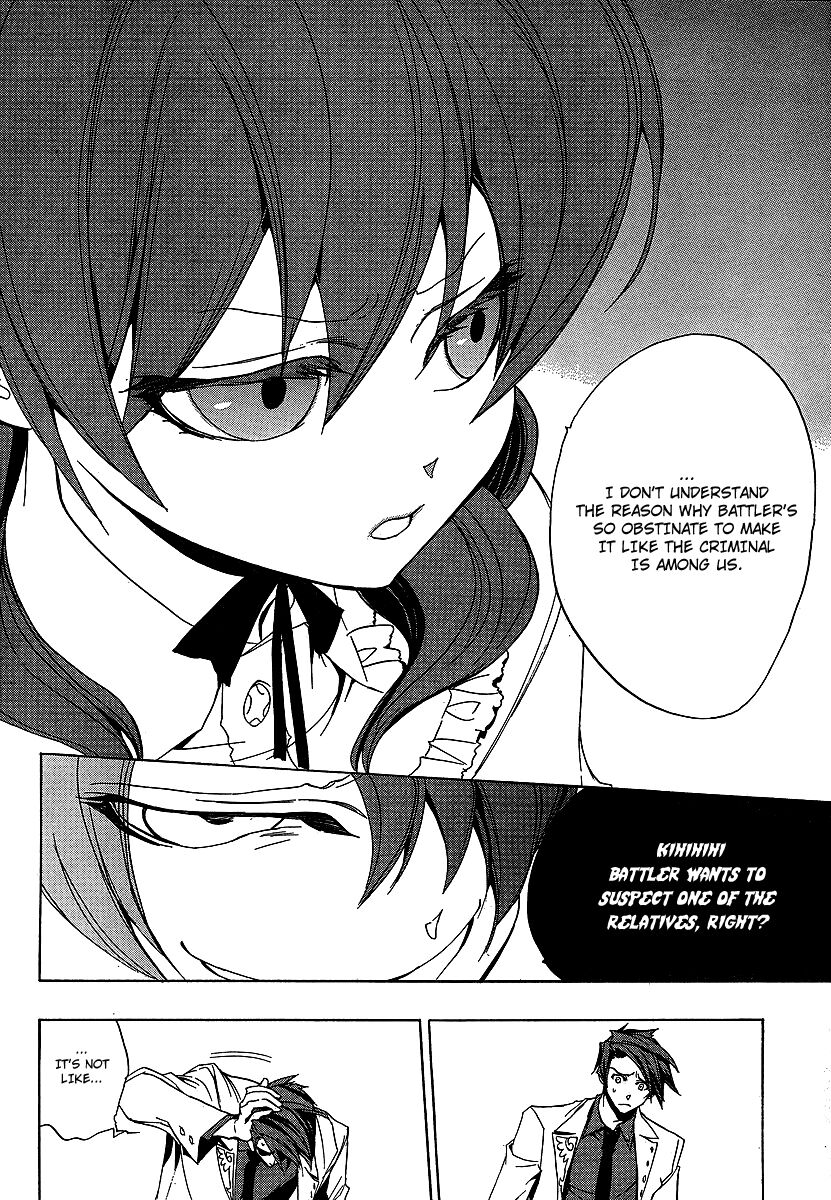 ...
I DON'T UNDERSTAND
THE REASON WHY BATTLER'S
SO OBSTINATE TO MAKE
IT LIKE THE CRIMINAL
IS AMONG US.
KIHIHIHI
BATTLER WANTS TO
SUSPECT ONE OF THE
RELATIVES, RIGHT?
...
IT'S NOT
LIKE...